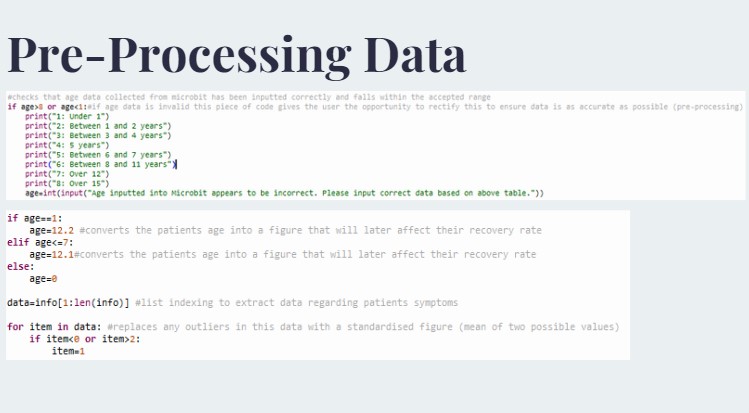 Pre-Processing Data
#checks that age data collected from microbit has been inputted correctly and falls within the accepted range
if age>8 or age<1:#if age data is invalid this piece of code gives the user the opportunity to rectify this to ensure data is as accurate as possible (pre-processing)
print("1: Under 1")
print("2: Between 1 and 2 years")
print("3: Between 3 and 4 years")
print("4: 5 years")
print("5: Between 6 and 7 years")
print("6: Between 8 and 11 years")
print("7: Over 12")
print("8: Over 15")
age=int(input("Age inputted into Microbit appears to be incorrect. Please input correct data based on above table."))
if age==1:
age=12.2 #converts the patients age into a figure that will later affect their recovery rate
elif age<=7:
age=12.1#converts the patients age into a figure that will later affect their recovery rate
else:
age=0
data=info[1:len(info)] #list indexing to extract data regarding patients symptoms
for item in data: #replaces any outliers in this data with a standardised figure (mean of two possible values)
if item<0 or item>2:
item=1